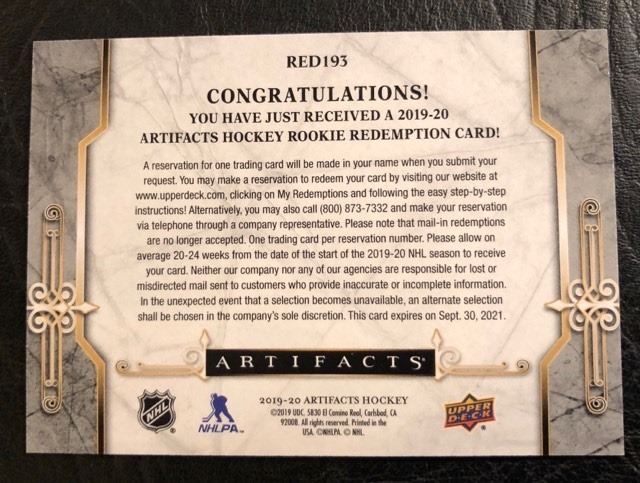 RED193
CONGRATULATIONS!
YOU HAVE JUST RECEIVED A 2019-20
ARTIFACTS HOCKEY ROOKIE REDEMPTION CARD!
A reservation for one trading card will be made in your name when you submit your
request. You may make a reservation to redeem your card by visiting our website at
www.upperdeck.com, clicking on My Redemptions and following the easy step-by-step
instructions! Alternatively, you may also call (800) 873-7332 and make your reservation
via telephone through a company representative. Please note that mail-in redemptions
are no longer accepted. One trading card per reservation number. Please allow on
average 20-24 weeks from the date of the start of the 2019-20 NHL season to receive
your card. Neither our company nor any of our agencies are responsible for lost or
misdirected mail sent to customers who provide inaccurate or incomplete information.
In the unexpected event that a selection becomes unavailable, an alternate selection
shall be chosen in the company's sole discretion. This card expires on Sept. 30, 2021.
ARTIFACTS®
2019-20 ARTIFACTS HOCKEY
©2019 UDC. 5830 El Camino Real, Carlsbad, CA
92008. All rights reserved. Printed in the
USA. ©NHLPA. © NHL.
NHL
NHLPA
UPPER
DECK